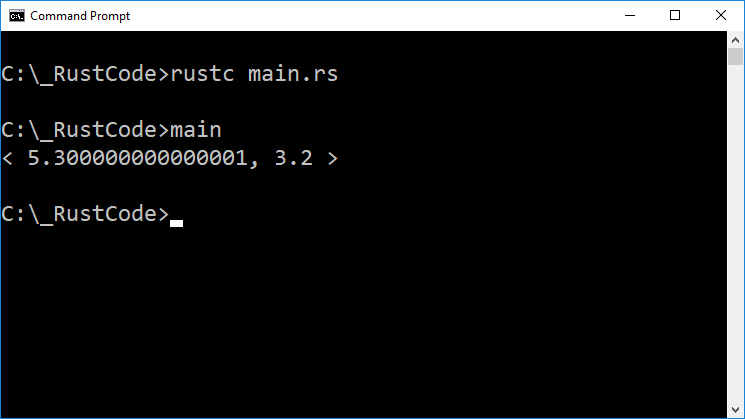 Command Prompt
C:\_RustCode>rustc main.rs
C:\_RustCode>main
< 5.300000000000001, 3.2 >
C:\_RustCode>